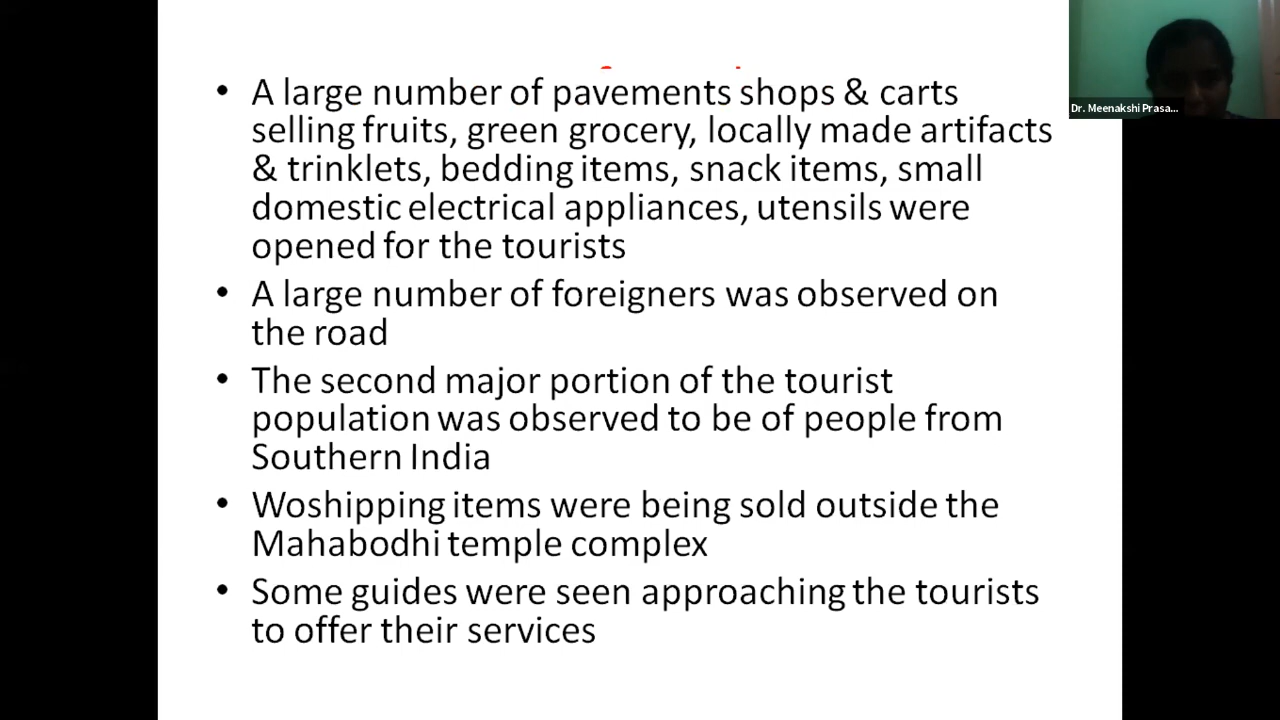 Dr. Meenakshi Prasa...
• A large number of pavements shops & carts
selling fruits, green grocery, locally made artifacts
& trinklets, bedding items, snack items, small
domestic electrical appliances, utensils were
opened for the tourists
• A large number of foreigners was observed on
the road
• The second major portion of the tourist
population was observed to be of people from
Southern India
• Woshipping items were being sold outside the
Mahabodhi temple complex
• Some guides were seen approaching the tourists
to offer their services